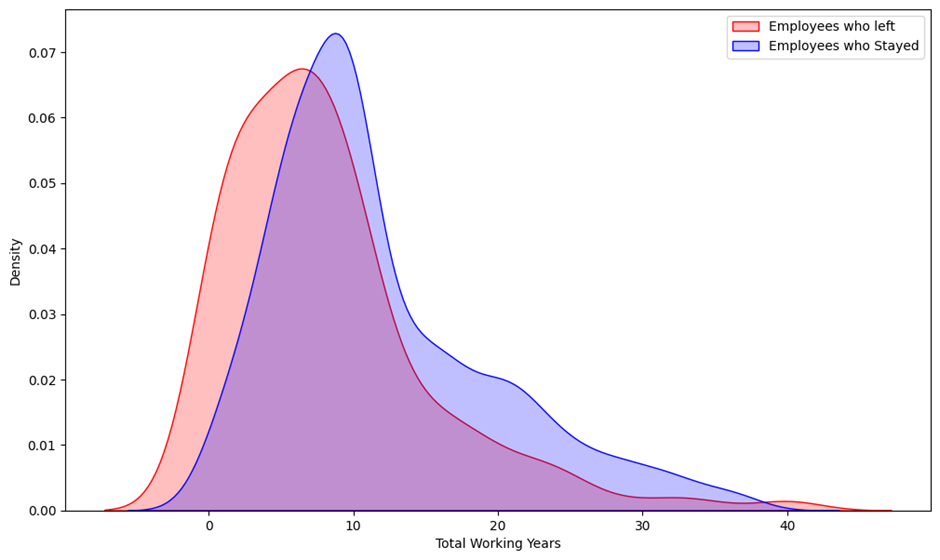 Employees who left
Employees who Stayed
0.07
0.06
0.05
0.04
0.03
0.02
0.01
0.00
Density
0 10 20 30 40
Total Working Years